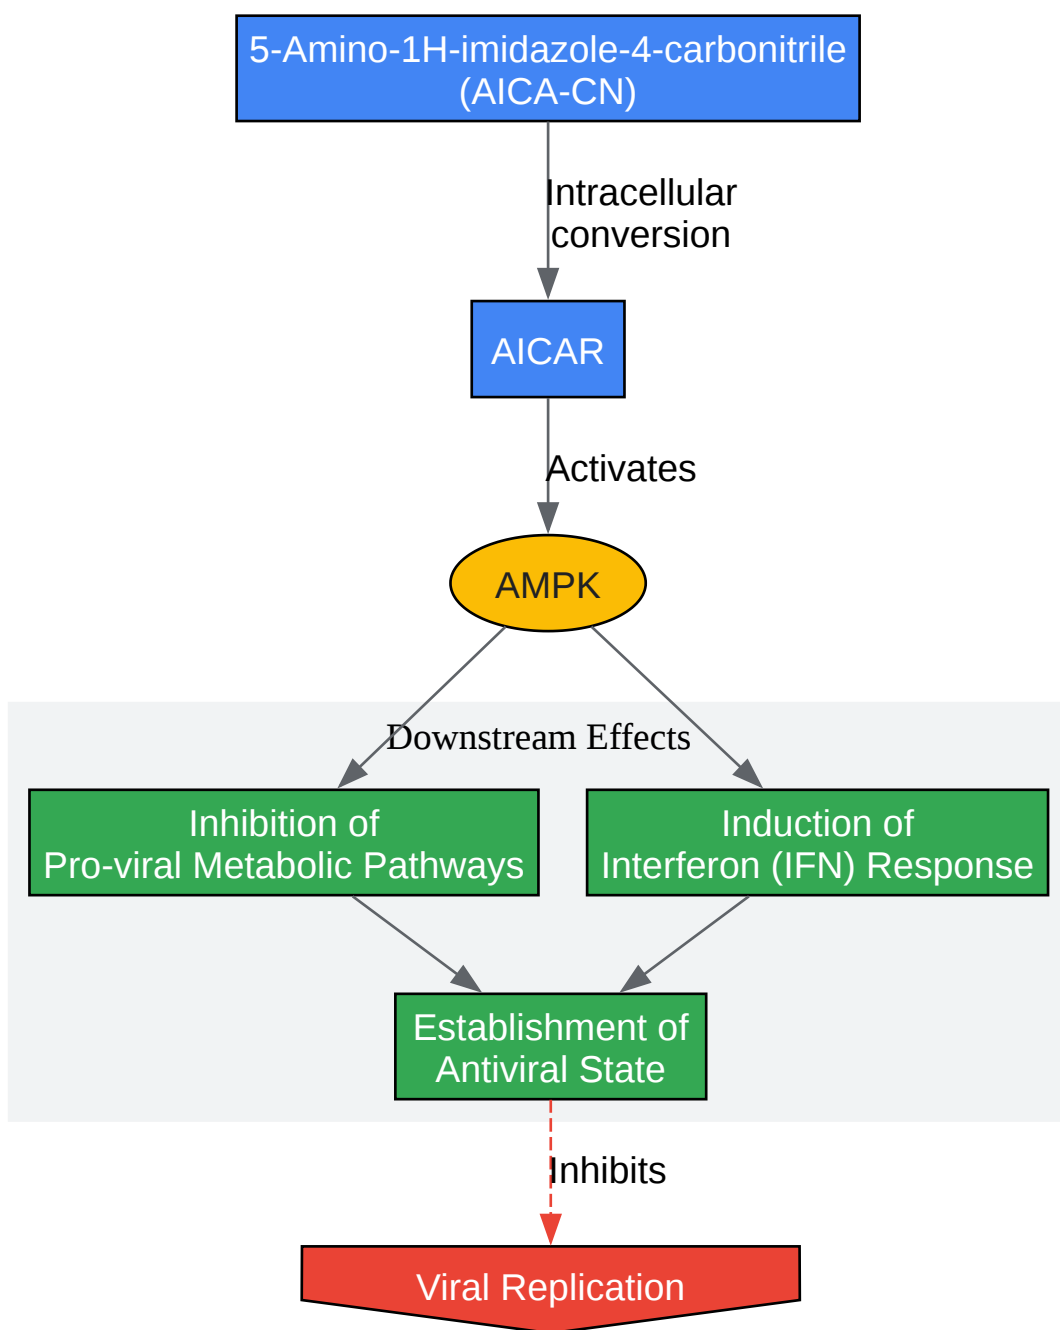 5-Amino-1H-imidazole-4-carbonitrile
(AICA-CN)
Intracellular
conversion
AICAR
Activates
AMPK
Downstream Effects
Inhibition of
Pro-viral Metabolic Pathways
Induction of
Interferon (IFN) Response
Establishment of
Antiviral State
Inhibits
Viral Replication